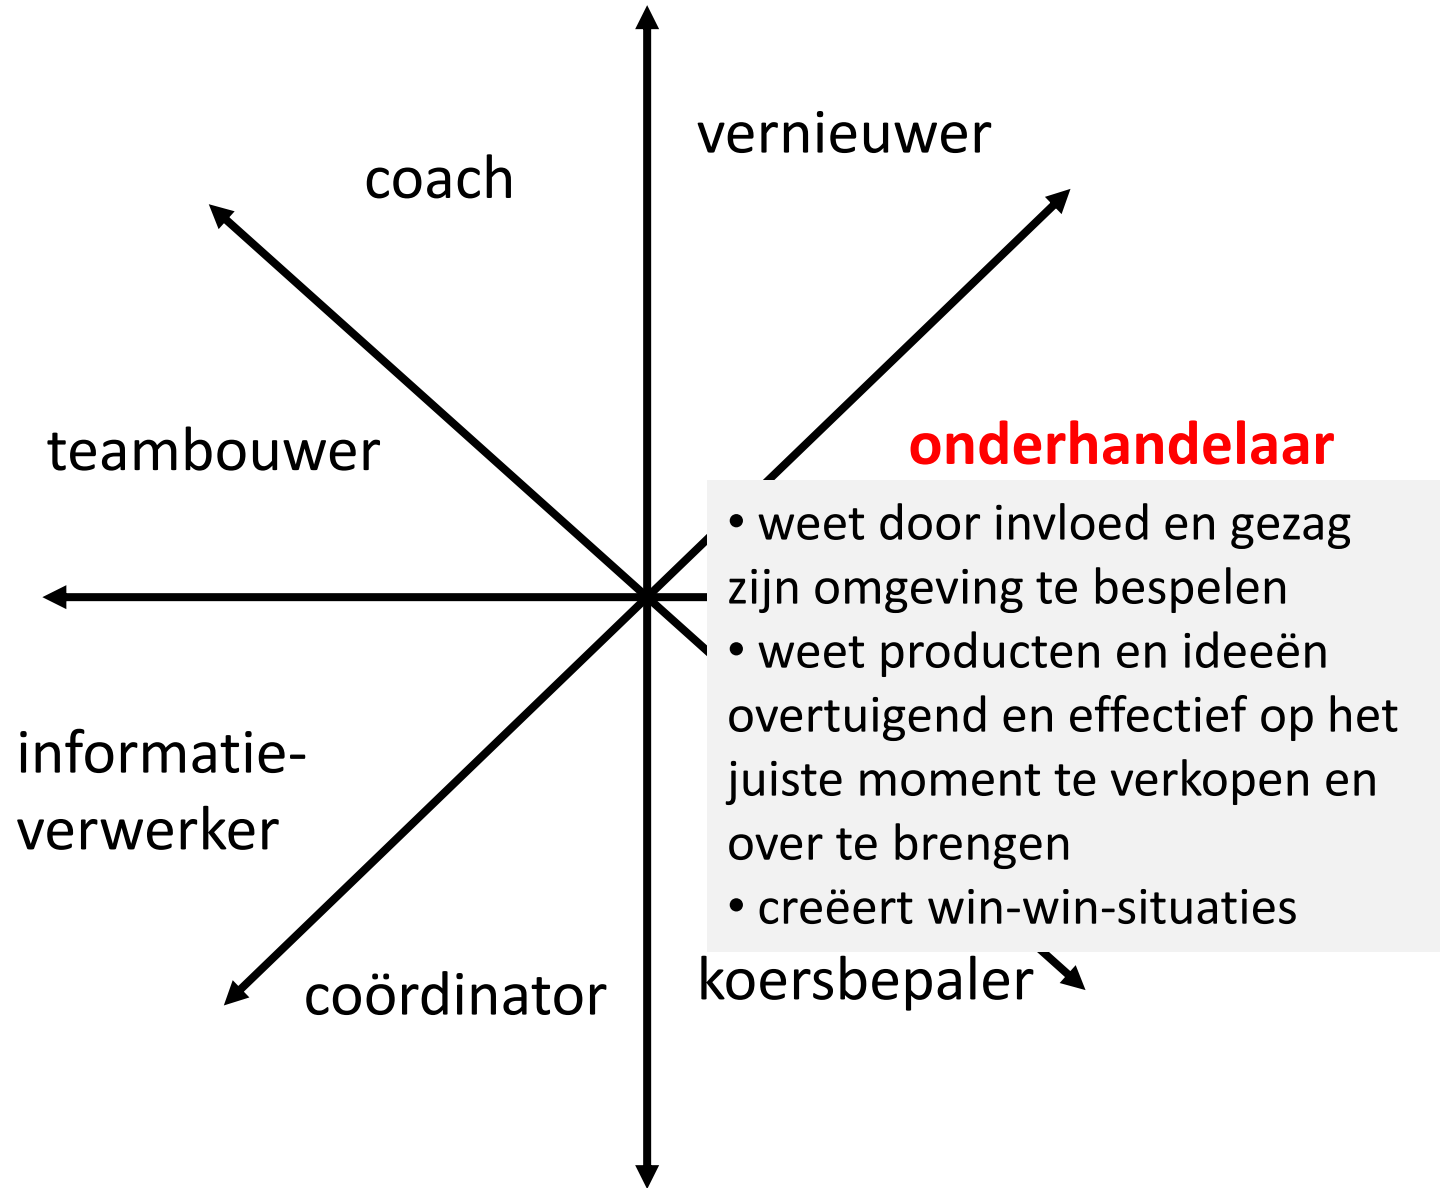 vernieuwer
coach
onderhandelaar
teambouwer
• weet door invloed en gezag
zijn omgeving te bespelen
• weet producten en ideeën
overtuigend en effectief op het
juiste moment te verkopen en
over te brengen
• creëert win-win-situaties
informatie-
verwerker
koersbepaler
coördinator